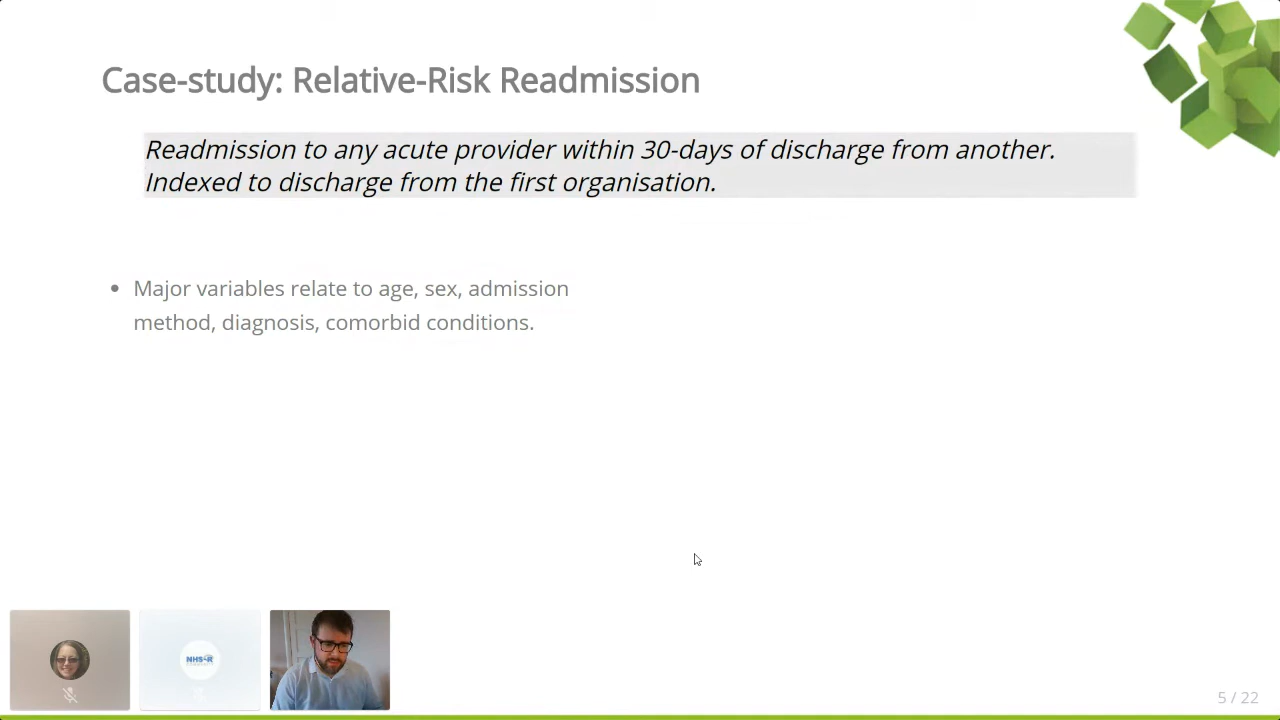 Case-study: Relative-Risk Readmission
Readmission to any acute provider within 30-days of discharge from another.
Indexed to discharge from the first organisation.
• Major variables relate to age, sex, admission
method, diagnosis, comorbid conditions.
NHS-R
5 / 22